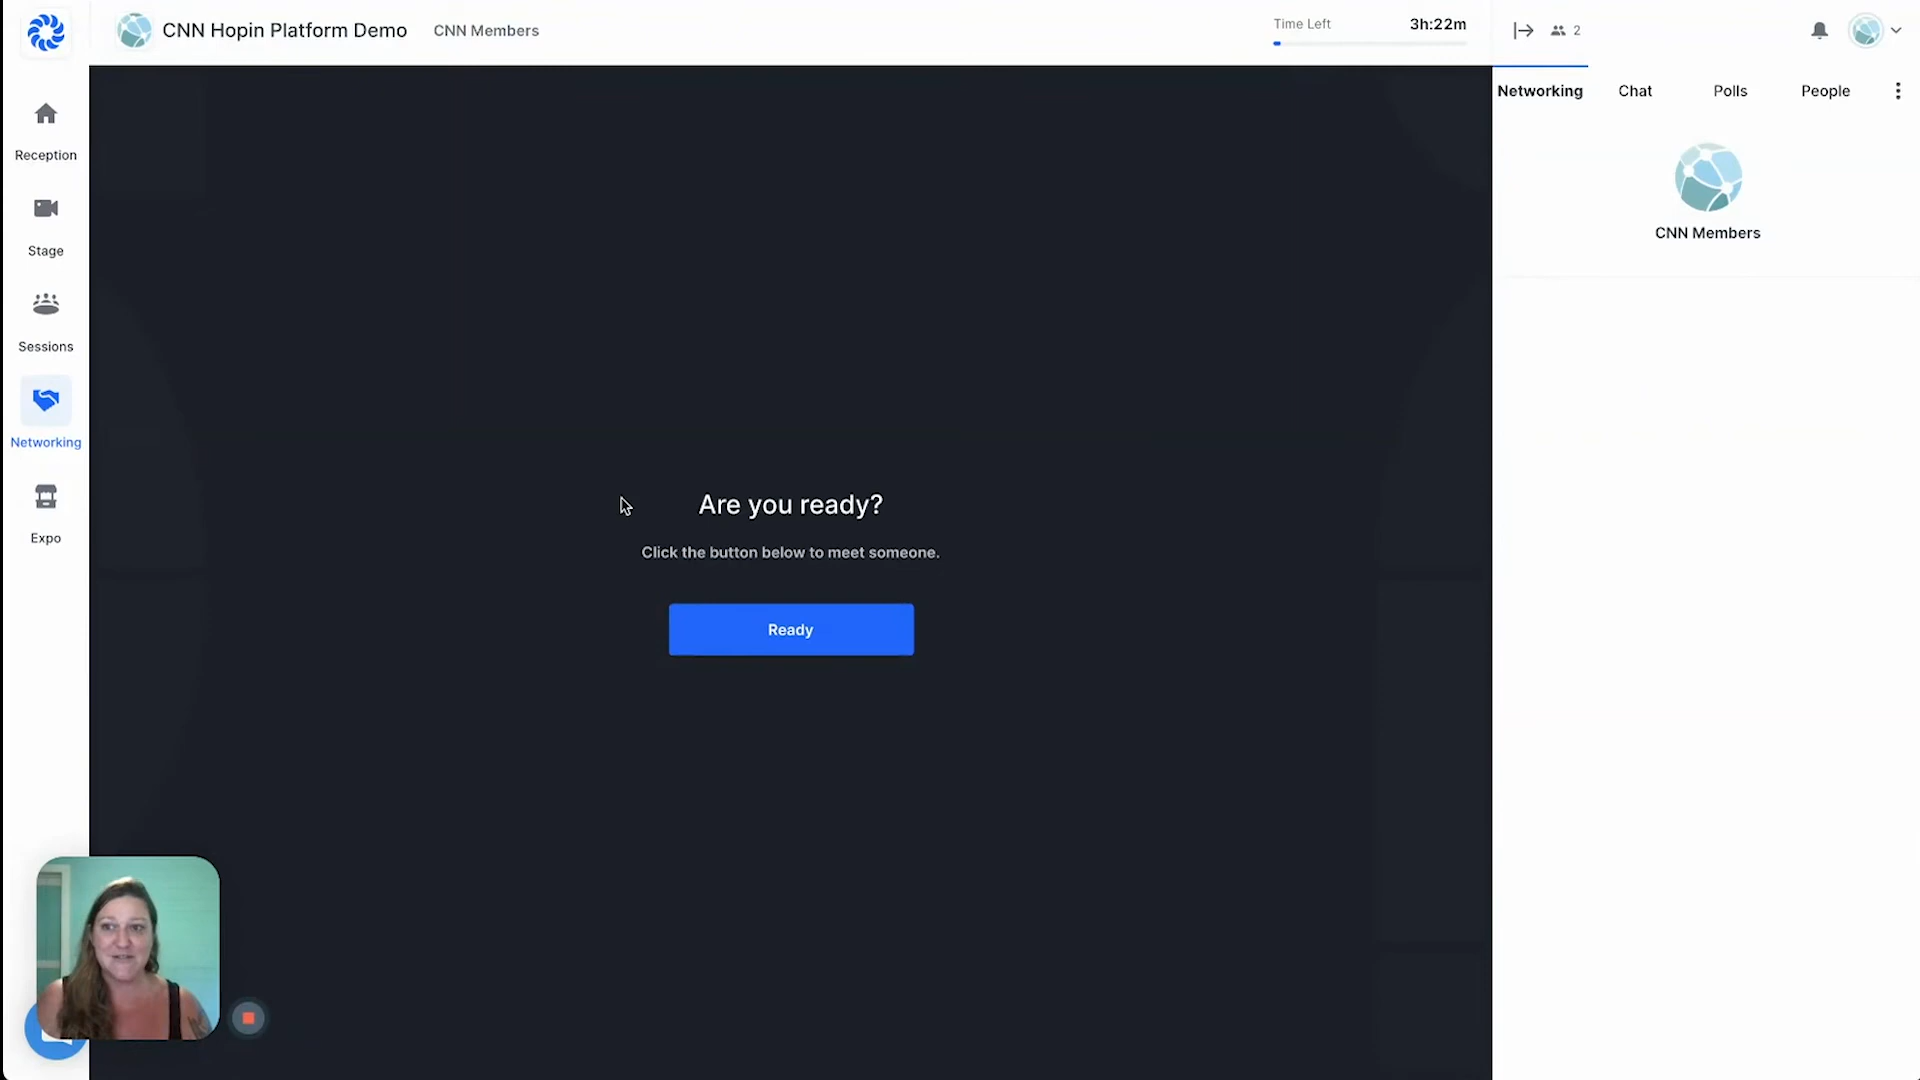 CNN Hopin Platform Demo
CNN Members
Time Left
3h:22m
2
Reception
Stage
Sessions
Networking
Expo
Are you ready?
Click the button below to meet someone.
Ready
Networking
Chat
Polls
People
CNN Members